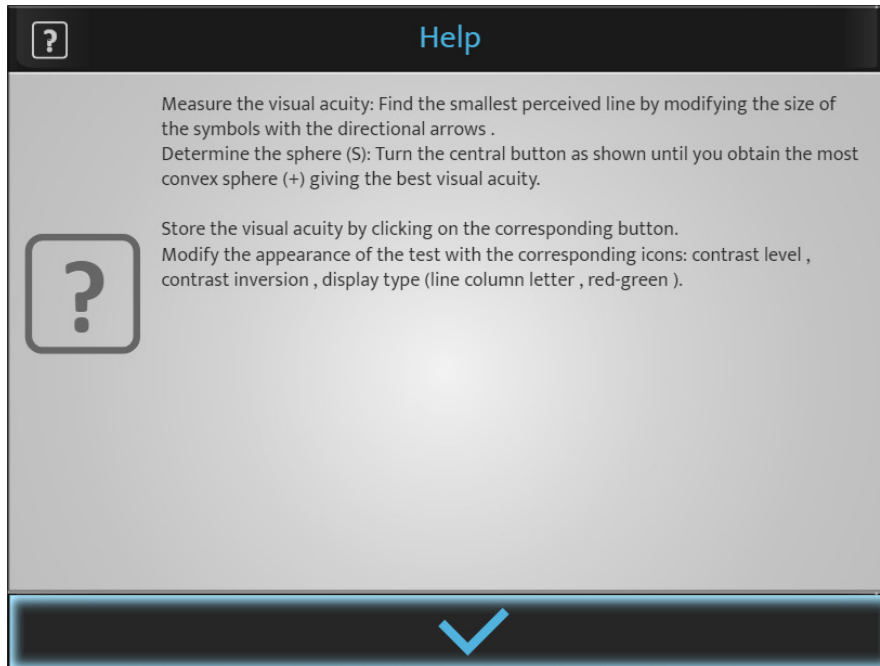 Help
Measure the visual acuity: Find the smallest perceived line by modifying the size of
the symbols with the directional arrows .
Determine the sphere (S): Turn the central button as shown until you obtain the most
convex sphere (+) giving the best visual acuity.
Store the visual acuity by clicking on the corresponding button.
Modify the appearance of the test with the corresponding icons: contrast level ,
contrast inversion , display type (line column letter , red-green ).